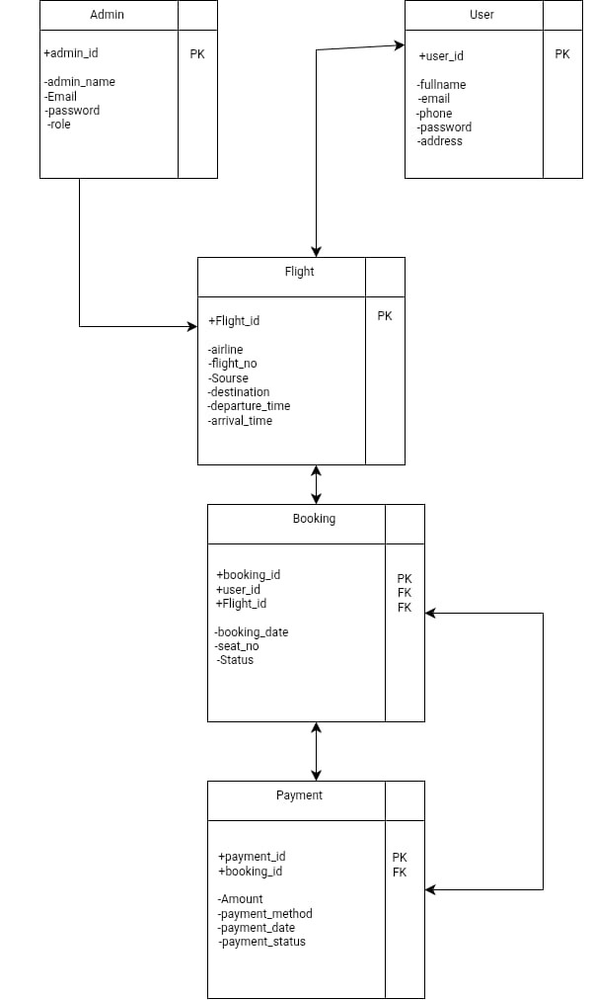 Admin
+admin_id
PK
-admin_name
-Email
-password
-role
User
+user_id
PK
-fullname
-email
-phone
-password
-address
Flight
+Flight_id
PK
-airline
-flight_no
-Sourse
-destination
-departure_time
-arrival_time
Booking
+booking_id
PK
+user_id
FK
+Flight_id
FK
-booking_date
-seat_no
-Status
Payment
+payment_id
PK
+booking_id
FK
-Amount
-payment_method
-payment_date
-payment_status